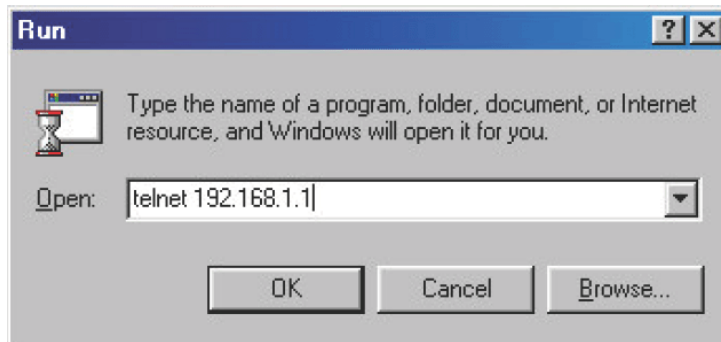 Run
Type the name of a program, folder, document, or Internet
resource, and Windows will open it for you.
Open: telnet 192.168.1.1
OK Cancel Browse...